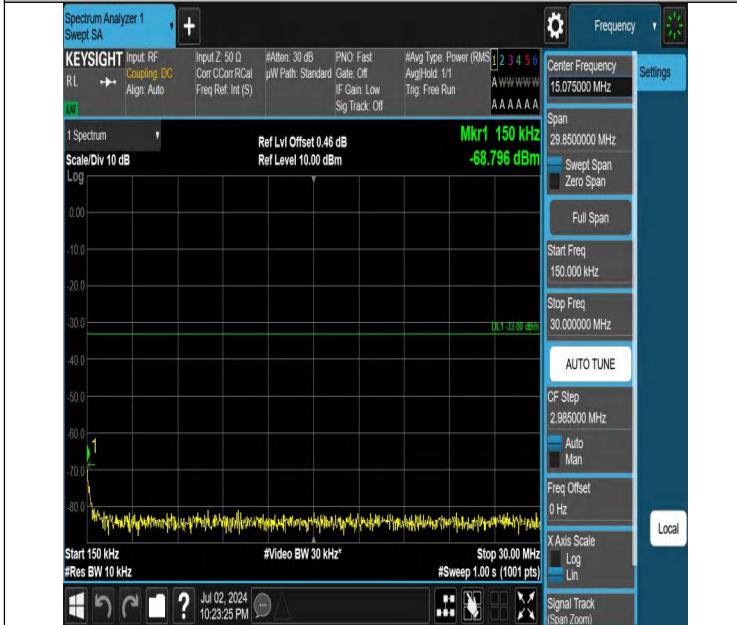 Spectrum Analyzer 1
Swept SA
Frequency
KEYSIGHT
RL
Input: RF
Coupling: DC
Align: Auto
Input Z: 50 Ω
Corr CCorr RCal
Freq Ref: Int (S)
#Atten: 30 dB
µW Path: Standard
PNO: Fast
Gate: Off
IF Gain: Low
Sig Track: Off
#Avg Type: Power (RMS
Avg|Hold: 1/1
Trig: Free Run
1 2 3 4 5 6
A W W W W W
A A A A A A
1 Spectrum
Scale/Div 10 dB
Log
Ref Lvl Offset 0.46 dB
Ref Level 10.00 dBm
Mkr1 150 kHz
-68.796 dBm
0.00
-10.0
-20.0
-30.0
-40.0
-50.0
-60.0
-70.0
-80.0
DL1 -33.00 dBm
1
Start 150 kHz
#Res BW 10 kHz
#Video BW 30 kHz*
Stop 30.00 MHz
#Sweep 1.00 s (1001 pts)
Jul 02, 2024
10:23:25 PM
Center Frequency
15.075000 MHz
Settings
Span
29.8500000 MHz
Swept Span
Zero Span
Full Span
Start Freq
150.000 kHz
Stop Freq
30.000000 MHz
AUTO TUNE
CF Step
2.985000 MHz
Auto
Man
Freq Offset
0 Hz
X Axis Scale
Log
Lin
Local
Signal Track
(Span Zoom)